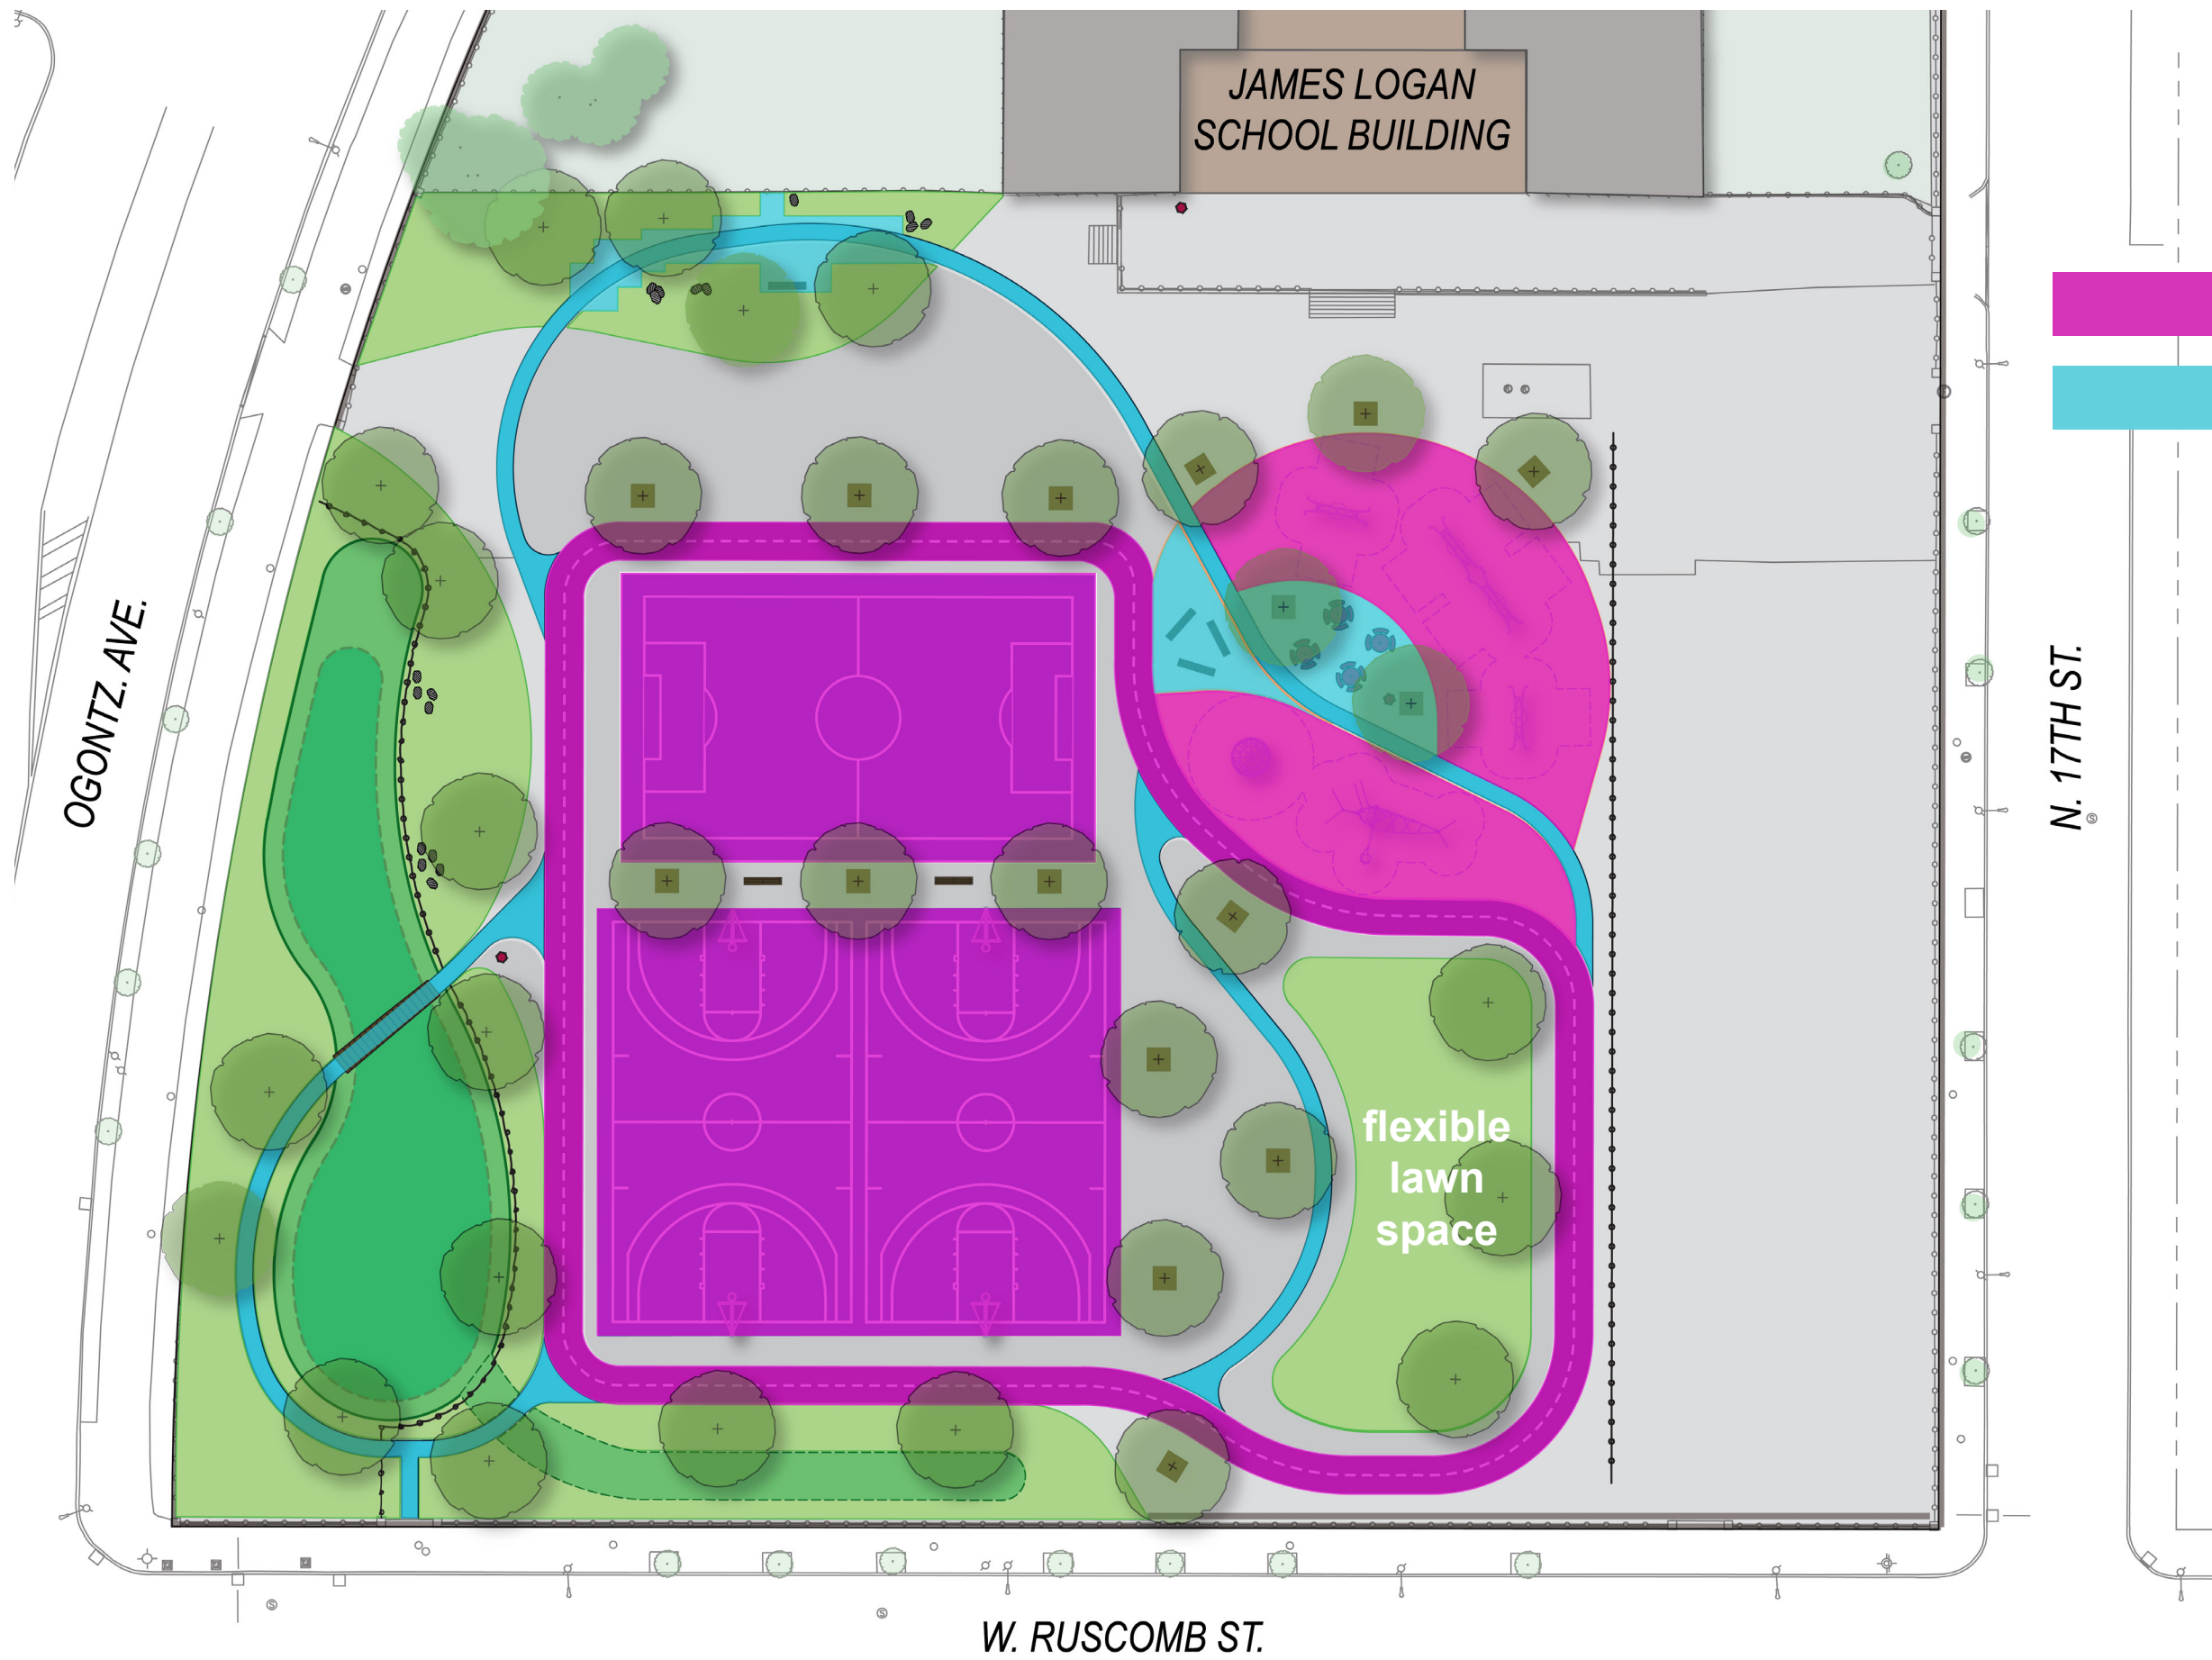 JAMES LOGAN
SCHOOL BUILDING
OGONTZ. AVE.
N. 17TH ST.
flexible
lawn
space
W. RUSCOMB ST.